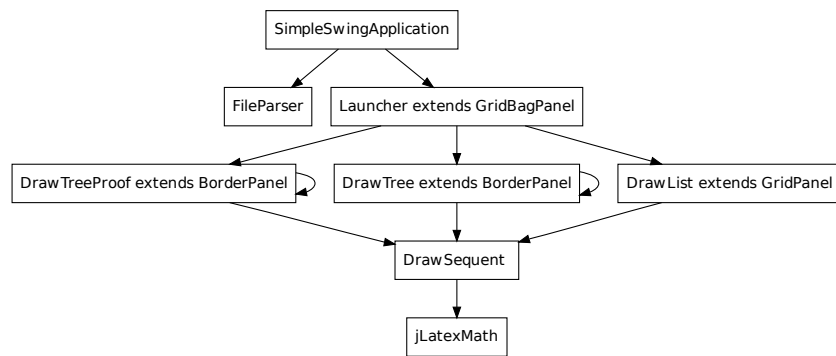 SimpleSwingApplication
FileParser
Launcher extends GridBagPanel
DrawTreeProof extends BorderPanel
DrawTree extends BorderPanel
DrawList extends GridPanel
DrawSequent
jLatexMath